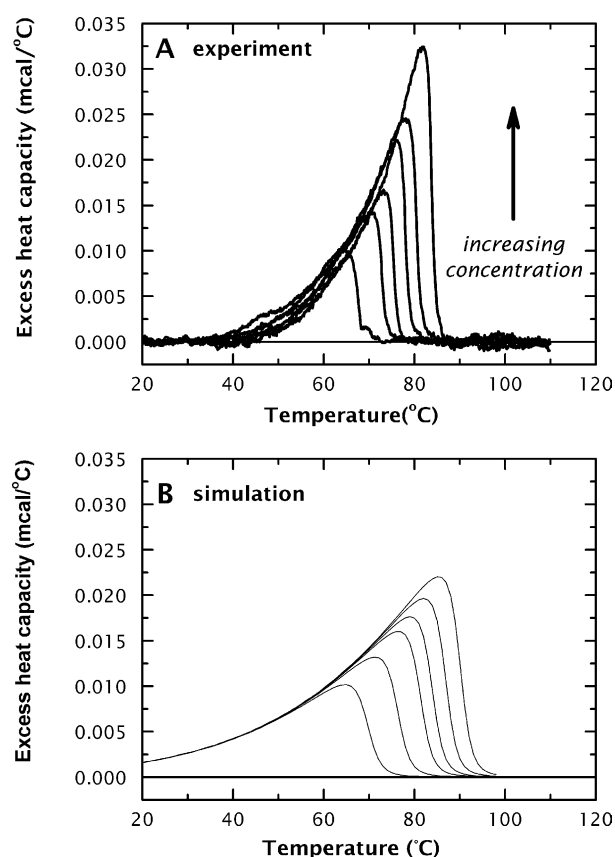 A experiment
0.035
0.030
0.025
0.020
0.015
0.010
0.005
0.000
Excess heat capacity (mcal/°C)
increasing
concentration
20 40 60 80 100 120
Temperature(°C)
B simulation
0.035
0.030
0.025
0.020
0.015
0.010
0.005
0.000
Excess heat capacity (mcal/°C)
20 40 60 80 100 120
Temperature (°C)